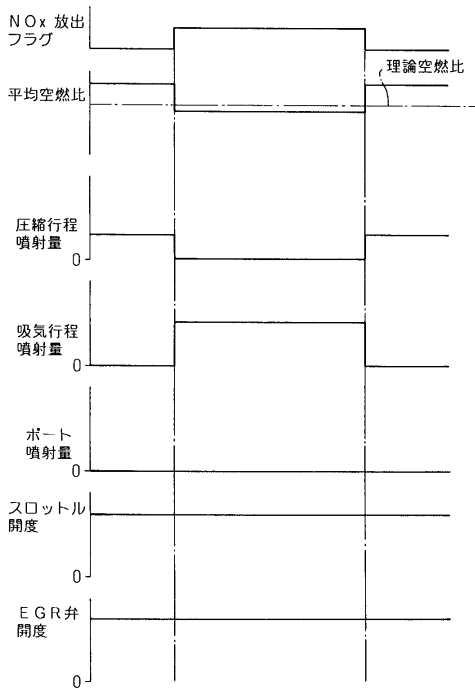 NOx 放出
フラグ
理論空燃比
平均空燃比
圧縮行程
噴射量
0
吸気行程
噴射量
0
ポート
噴射量
0
スロットル
開度
0
EGR弁
開度
0